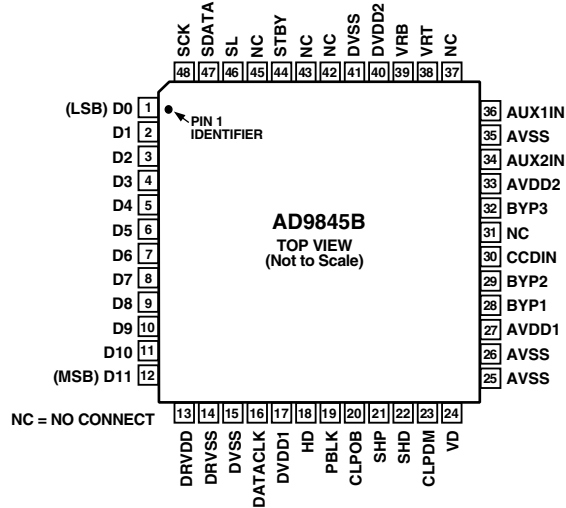 SCK
SDATA
SL
NC
STBY
NC
NC
DVSS
DVDD2
VRB
VRT
NC
48 47 46 45 44 43 42 41 40 39 38 37
(LSB) D0 1
D1 2
D2 3
D3 4
D4 5
D5 6
D6 7
D7 8
D8 9
D9 10
D10 11
(MSB) D11 12
PIN 1
IDENTIFIER
AD9845B
TOP VIEW
(Not to Scale)
36 AUX1IN
35 AVSS
34 AUX2IN
33 AVDD2
32 BYP3
31 NC
30 CCDIN
29 BYP2
28 BYP1
27 AVDD1
26 AVSS
25 AVSS
NC = NO CONNECT
13 14 15 16 17 18 19 20 21 22 23 24
DRVDD
DRVSS
DVSS
DATACLK
DVDD1
HD
PBLK
CLPOB
SHP
SHD
CLPDM
VD